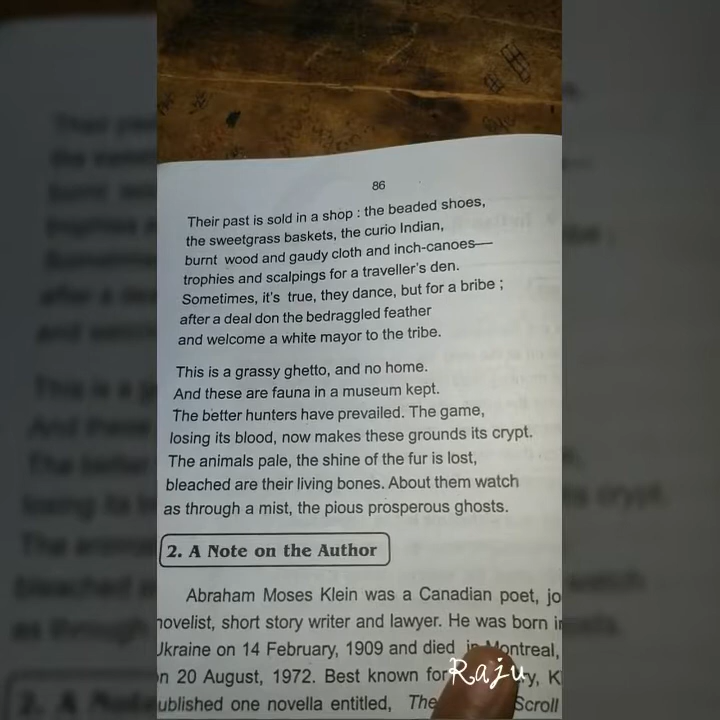 86
Their past is sold in a shop : the beaded shoes,
the sweetgrass baskets, the curio Indian,
burnt wood and gaudy cloth and inch-canoes—
trophies and scalpings for a traveller's den.
Sometimes, it's true, they dance, but for a bribe ;
after a deal don the bedraggled feather
and welcome a white mayor to the tribe.
This is a grassy ghetto, and no home.
And these are fauna in a museum kept.
The better hunters have prevailed. The game,
losing its blood, now makes these grounds its crypt.
The animals pale, the shine of the fur is lost,
bleached are their living bones. About them watch
as through a mist, the pious prosperous ghosts.
2. A Note on the Author
Abraham Moses Klein was a Canadian poet, jo
novelist, short story writer and lawyer. He was born in
Ukraine on 14 February, 1909 and died in Montreal,
on 20 August, 1972. Best known for
Raju
ublished one novella entitled, The Scroll